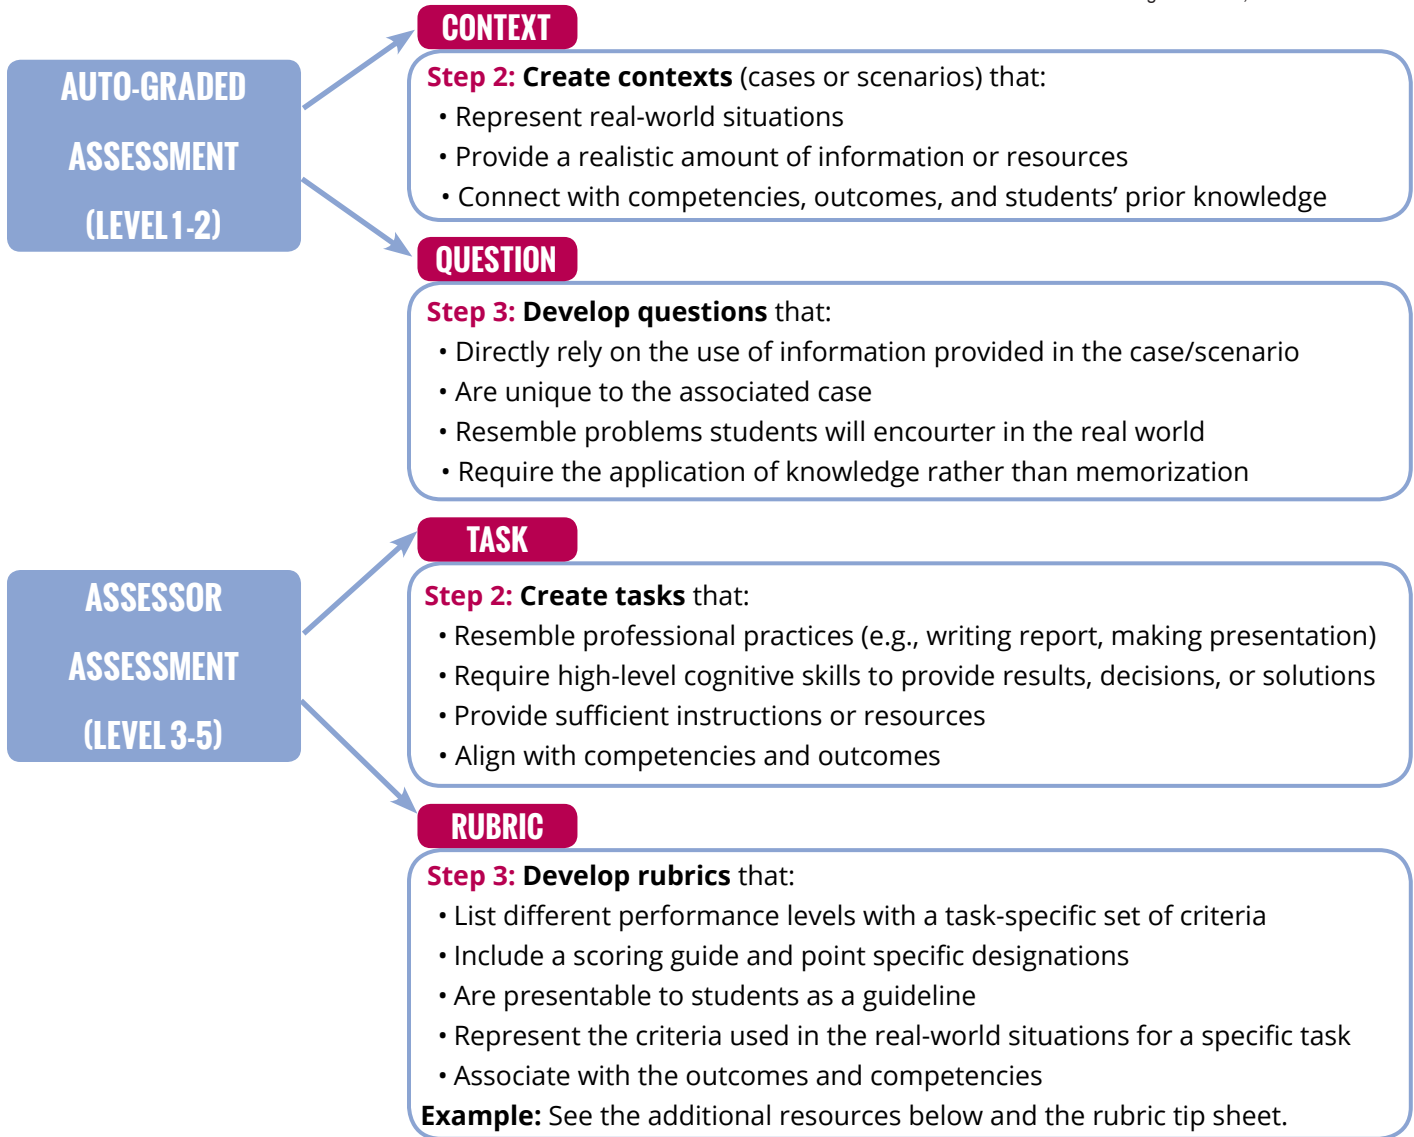 CONTEXT
AUTO-GRADED
ASSESSMENT
(LEVEL 1-2)
Step 2: Create contexts (cases or scenarios) that:
• Represent real-world situations
• Provide a realistic amount of information or resources
• Connect with competencies, outcomes, and students’ prior knowledge
QUESTION
Step 3: Develop questions that:
• Directly rely on the use of information provided in the case/scenario
• Are unique to the associated case
• Resemble problems students will encourter in the real world
• Require the application of knowledge rather than memorization
TASK
ASSESSOR
ASSESSMENT
(LEVEL 3-5)
Step 2: Create tasks that:
• Resemble professional practices (e.g., writing report, making presentation)
• Require high-level cognitive skills to provide results, decisions, or solutions
• Provide sufficient instructions or resources
• Align with competencies and outcomes
RUBRIC
Step 3: Develop rubrics that:
• List different performance levels with a task-specific set of criteria
• Include a scoring guide and point specific designations
• Are presentable to students as a guideline
• Represent the criteria used in the real-world situations for a specific task
• Associate with the outcomes and competencies
Example: See the additional resources below and the rubric tip sheet.